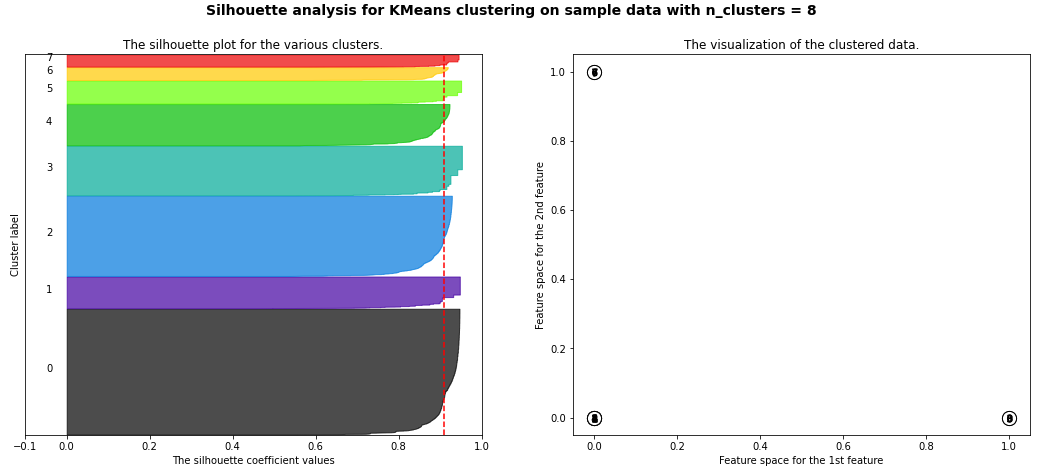 Silhouette analysis for KMeans clustering on sample data with n_clusters = 8
The silhouette plot for the various clusters.
7
6
5
4
3
2
1
0
Cluster label
−0.1 0.0 0.2 0.4 0.6 0.8 1.0
The silhouette coefficient values
The visualization of the clustered data.
1.0
0.8
0.6
0.4
0.2
0.0
Feature space for the 2nd feature
0.0 0.2 0.4 0.6 0.8 1.0
Feature space for the 1st feature